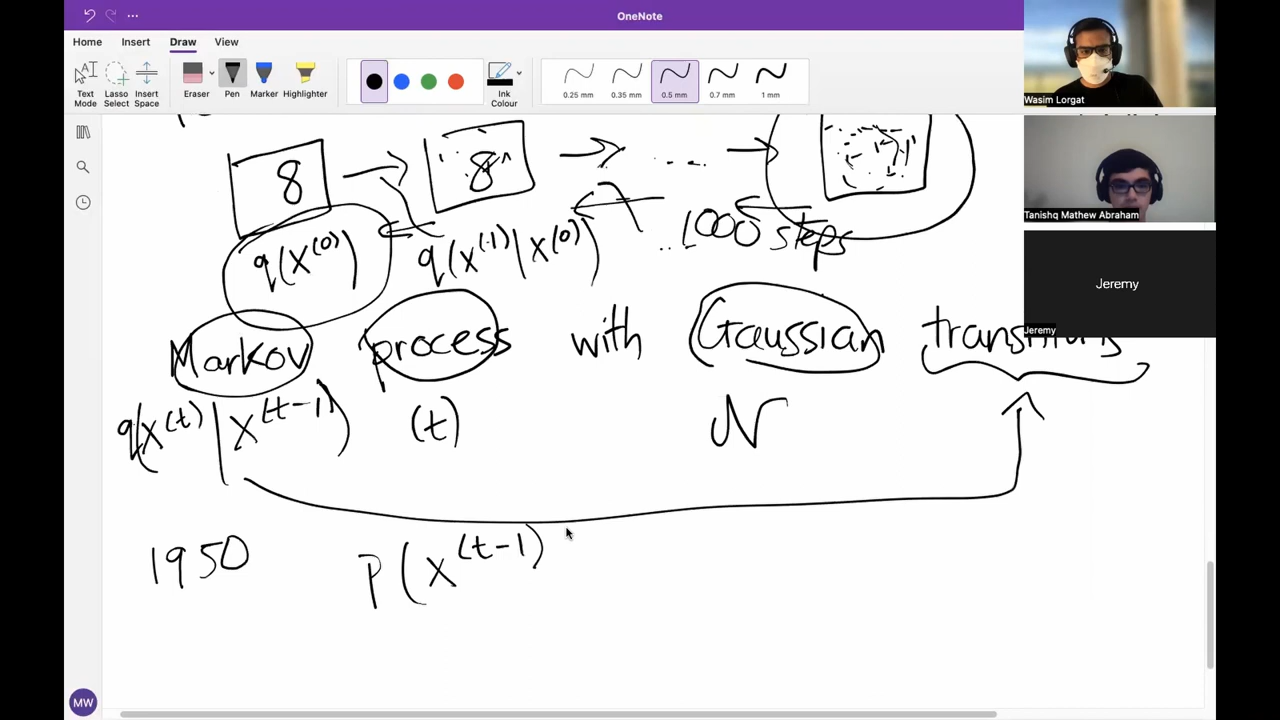 OneNote
Home Insert Draw View
Text Mode
Lasso Select
Insert Space
Eraser
Pen
Marker
Highlighter
Ink Colour
0.25 mm
0.35 mm
0.5 mm
0.7 mm
1 mm
Wasim Lorgat
Tanishq Mathew Abraham
Jeremy
Jeremy
8 → 8 → ... →
q(x^(0)) q(x^(1)|x^(0)) ..1000 steps
Markov process with Gaussian transitions
q(x^(t)|x^(t-1)) (t) N
1950 p(x^(t-1)
MW